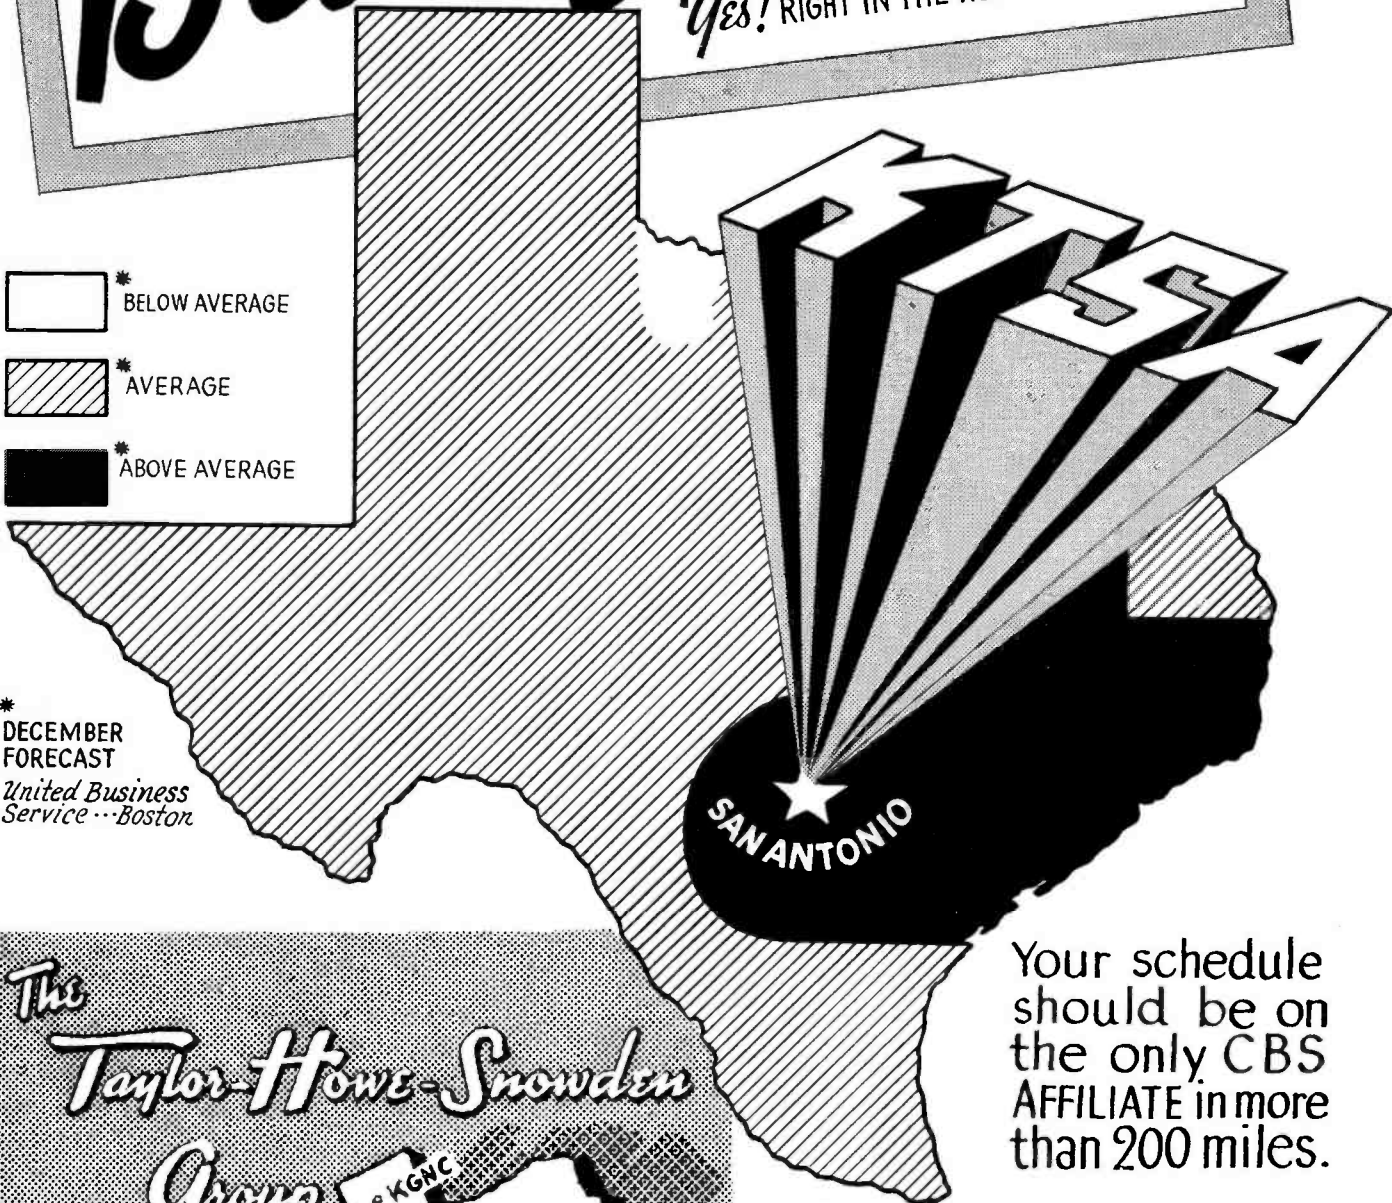 Yes! RIGHT IN THE
KTSA
* BELOW AVERAGE
* AVERAGE
* ABOVE AVERAGE
*
DECEMBER
FORECAST
United Business
Service...Boston
SAN ANTONIO
Your schedule
should be on
the only CBS
AFFILIATE in more
than 200 miles.
The
Taylor-Howe-Snowden
Group
KGNC